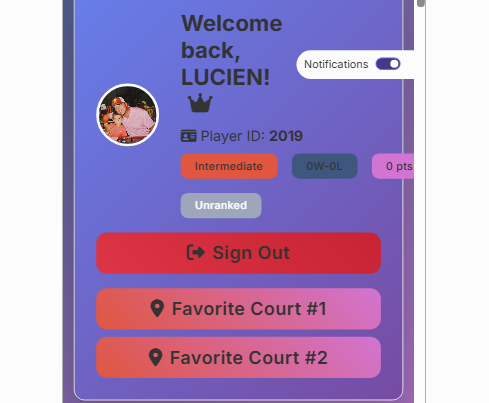 Welcome
back,
LUCIEN!
Notifications
Player ID: 2019
Intermediate 0W-0L 0 pts
Unranked
Sign Out
Favorite Court #1
Favorite Court #2